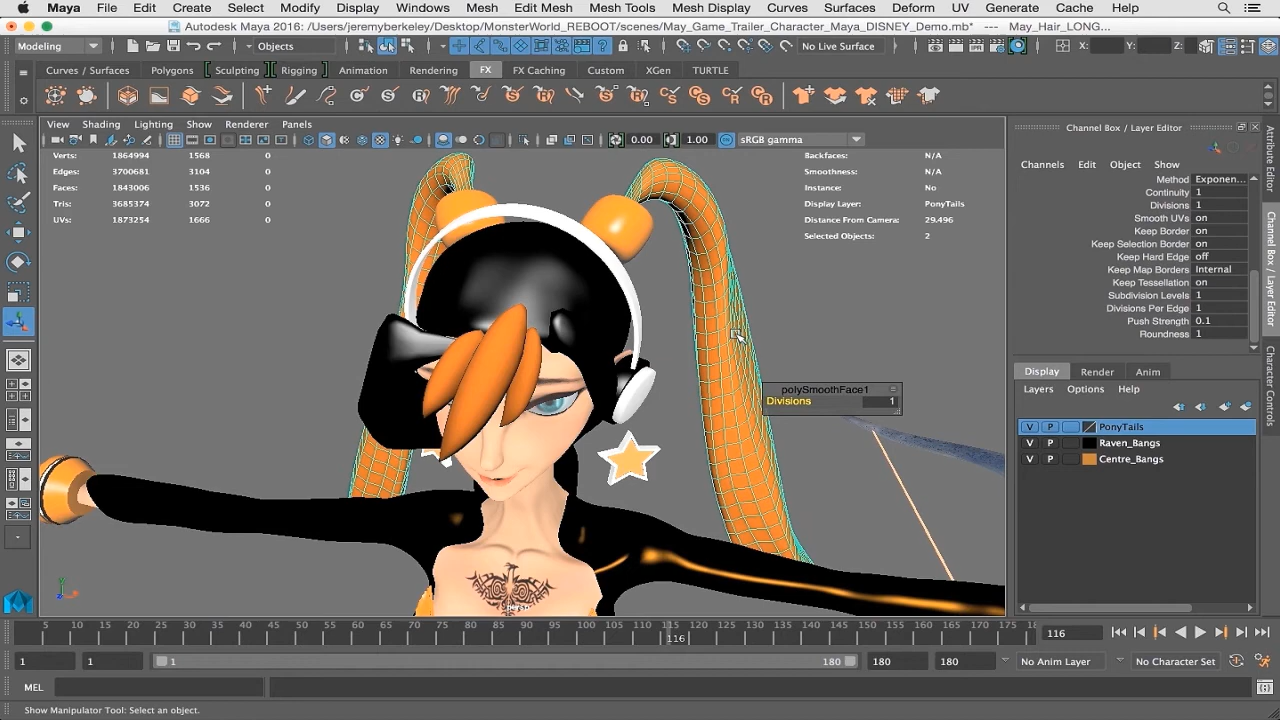 Maya File Edit Create Select Modify Display Windows Mesh Edit Mesh Mesh Tools Mesh Display Curves Surfaces Deform UV Generate Cache Help
Autodesk Maya 2016: /Users/jeremyberkeley/Desktop/MonsterWorld_REBOOT/scenes/May_Game_Trailer_Character_Maya_DISNEY_Demo.mb* --- May_Hair_LONG...
Modeling Objects No Live Surface X: Y: Z:
Curves / Surfaces Polygons Sculpting Rigging Animation Rendering FX FX Caching Custom XGen TURTLE
View Shading Lighting Show Renderer Panels
0.00 1.00 sRGB gamma
Verts: 1864994 1568 0
Edges: 3700681 3104 0
Faces: 1843006 1536 0
Tris: 3685374 3072 0
UVs: 1873254 1666 0
Backfaces: N/A
Smoothness: N/A
Instance: No
Display Layer: PonyTails
Distance From Camera: 29.496
Selected Objects: 2
polySmoothFace1
Divisions 1
persp
Channel Box / Layer Editor
Channels Edit Object Show
Method Exponen...
Continuity 1
Divisions 1
Smooth UVs on
Keep Border on
Keep Selection Border on
Keep Hard Edge off
Keep Map Borders Internal
Keep Tessellation on
Subdivision Levels 1
Divisions Per Edge 1
Push Strength 0.1
Roundness 1
Display Render Anim
Layers Options Help
V P PonyTails
V P Raven_Bangs
V P Centre_Bangs
Attribute Editor
Channel Box / Layer Editor
Character Controls
5 10 15 20 25 30 35 40 45 50 55 60 65 70 75 80 85 90 95 100 105 110 115 120 125 130 135 140 145 150 155 160 165 170 175 18
116
116
1 1 1 180 180 180 No Anim Layer No Character Set
MEL
Show Manipulator Tool: Select an object.